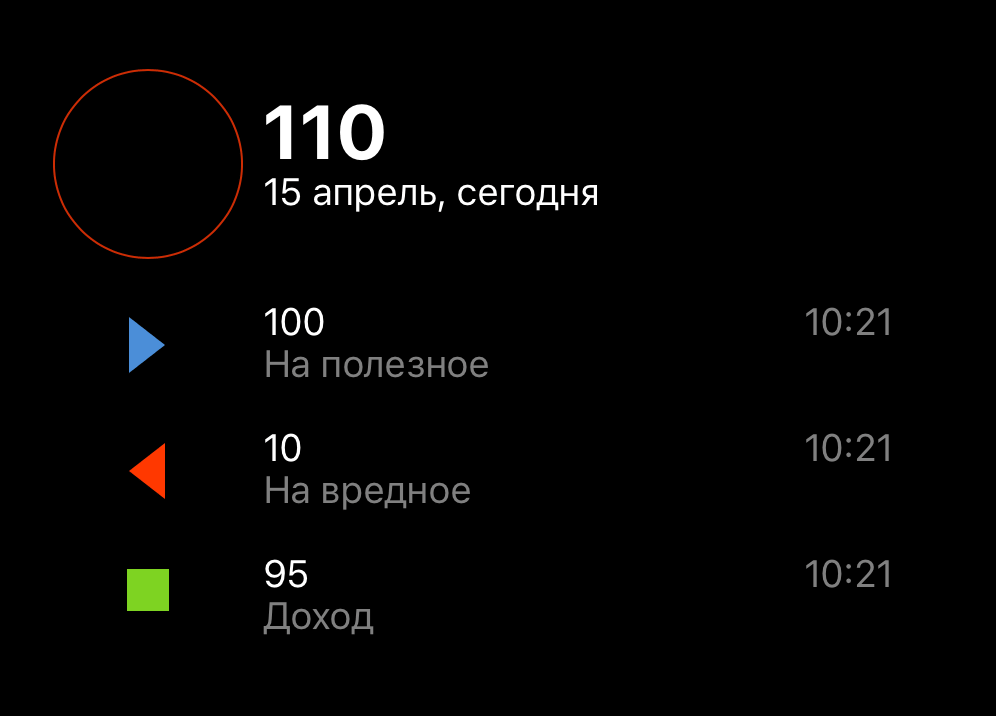 110
15 апрель, сегодня
100 10:21
На полезное
10 10:21
На вредное
95 10:21
Доход